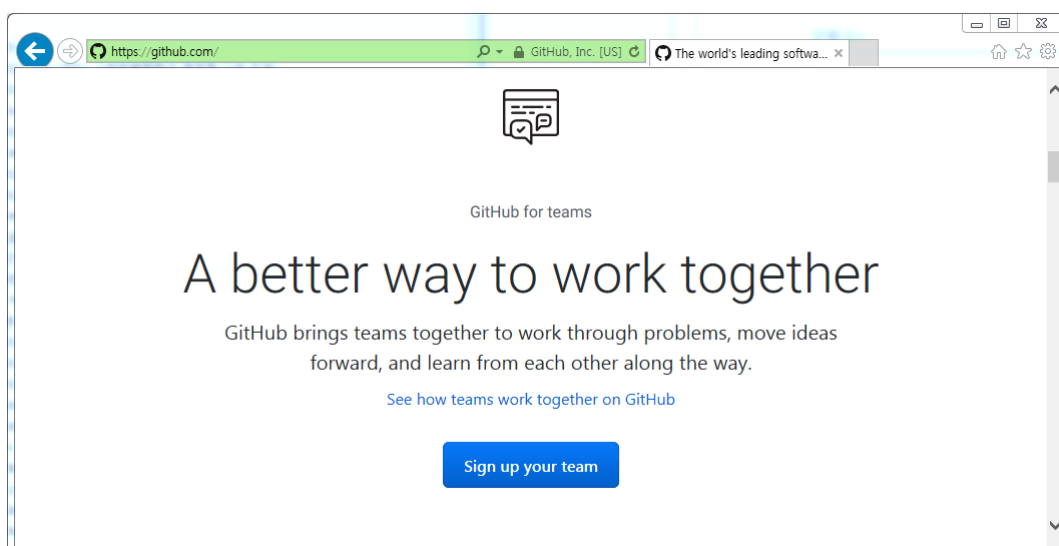 https://github.com/
GitHub, Inc. [US]
The world's leading softwa...
GitHub for teams
A better way to work together
GitHub brings teams together to work through problems, move ideas
forward, and learn from each other along the way.
See how teams work together on GitHub
Sign up your team